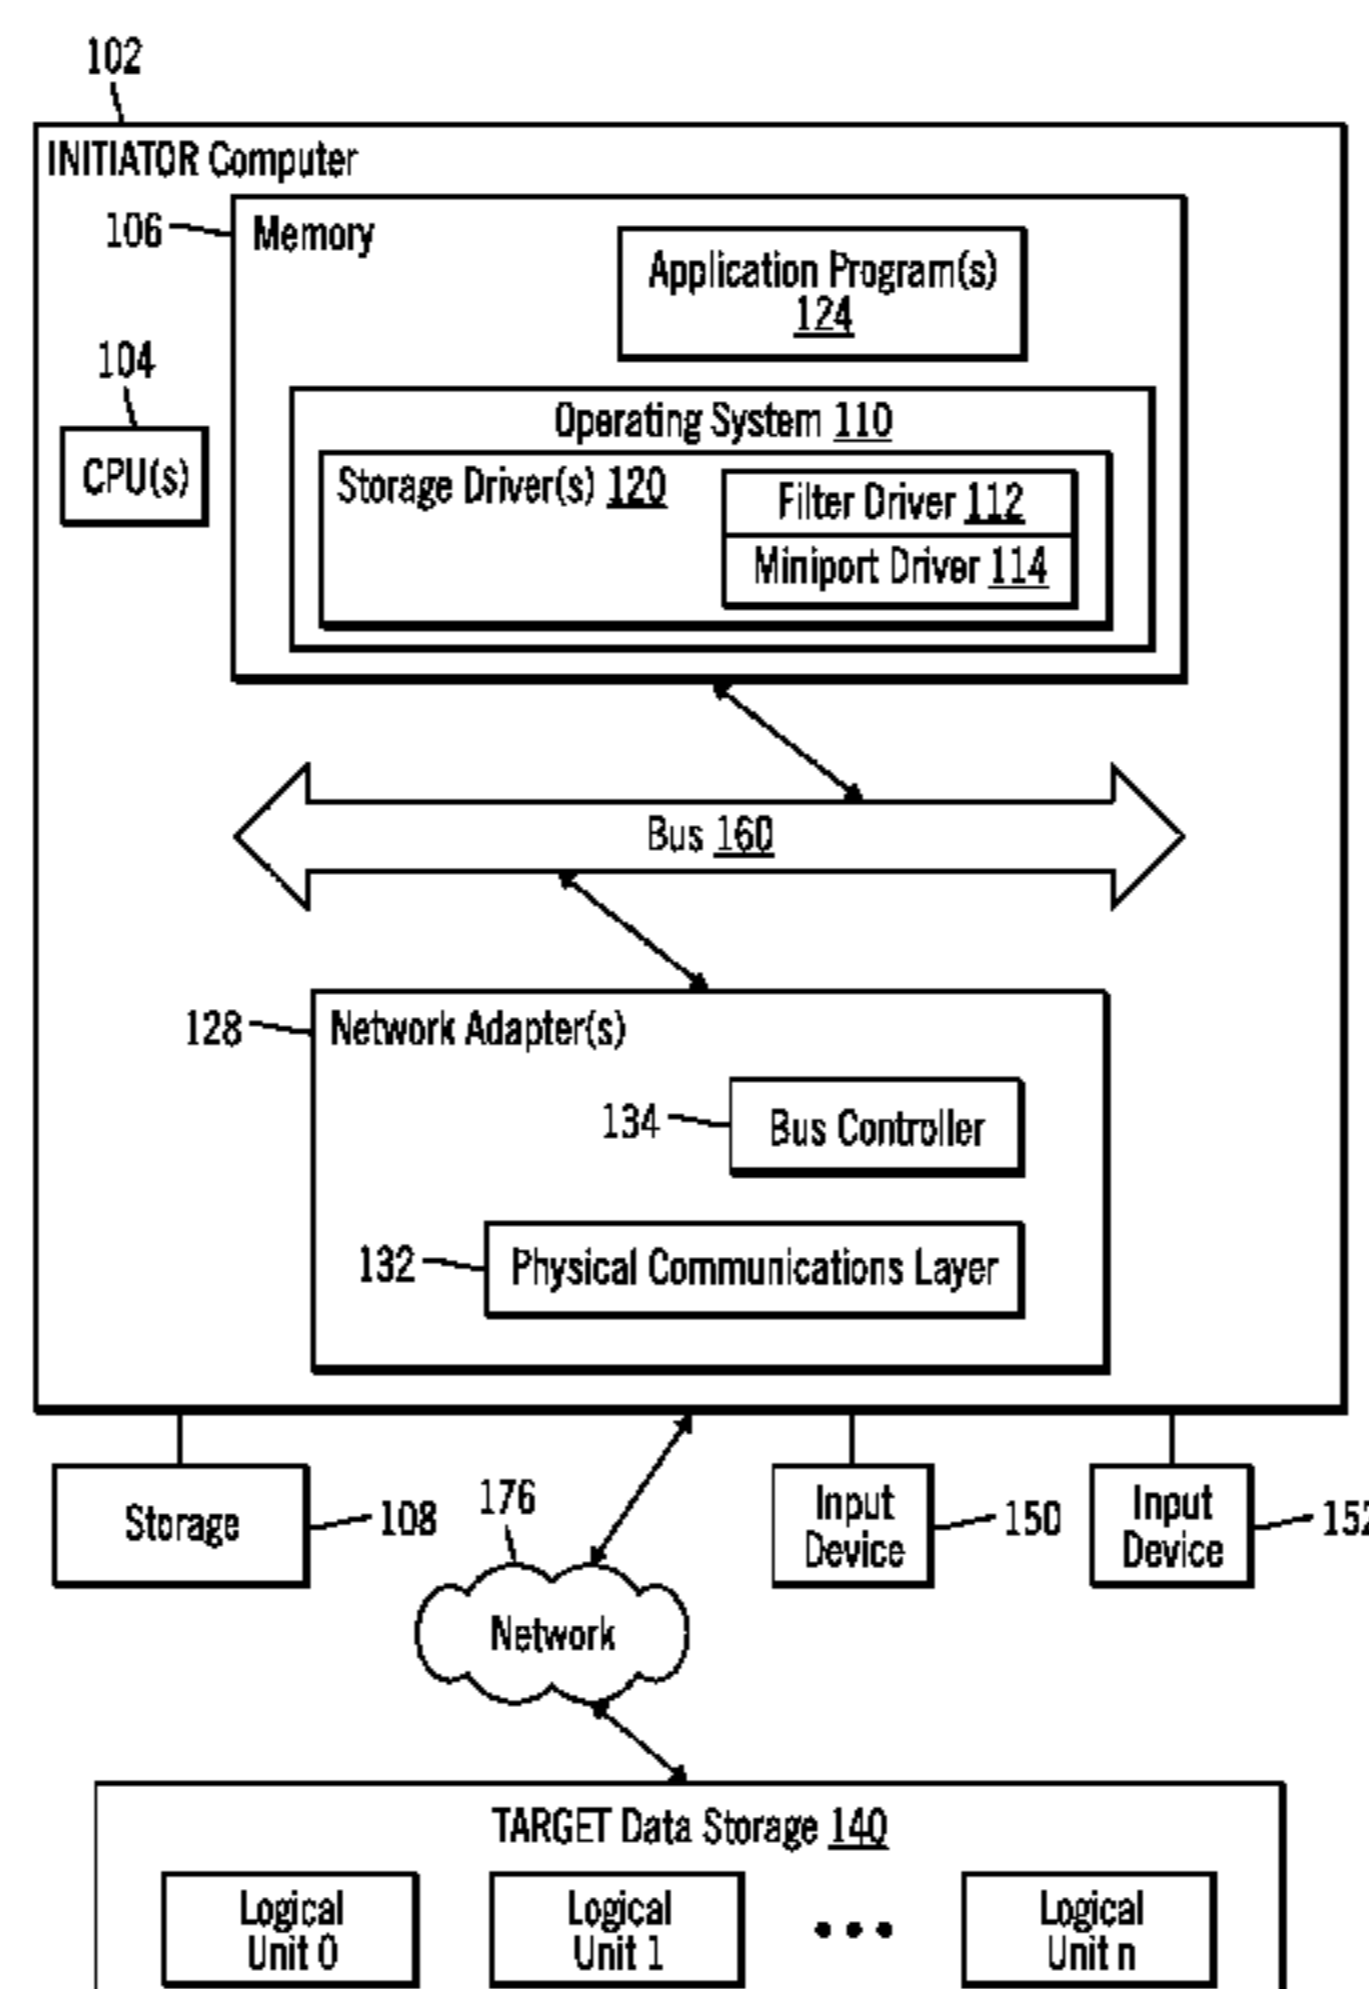 102
INITIATOR Computer
106
Memory
Application Program(s)
124
104
CPU(s)
Operating System 110
Storage Driver(s) 120
Filter Driver 112
Miniport Driver 114
Bus 160
128
Network Adapter(s)
134
Bus Controller
132
Physical Communications Layer
Storage
108
176
Input
Device
150
Input
Device
152
Network
TARGET Data Storage 140
Logical
Unit 0
Logical
Unit 1
•••
Logical
Unit n